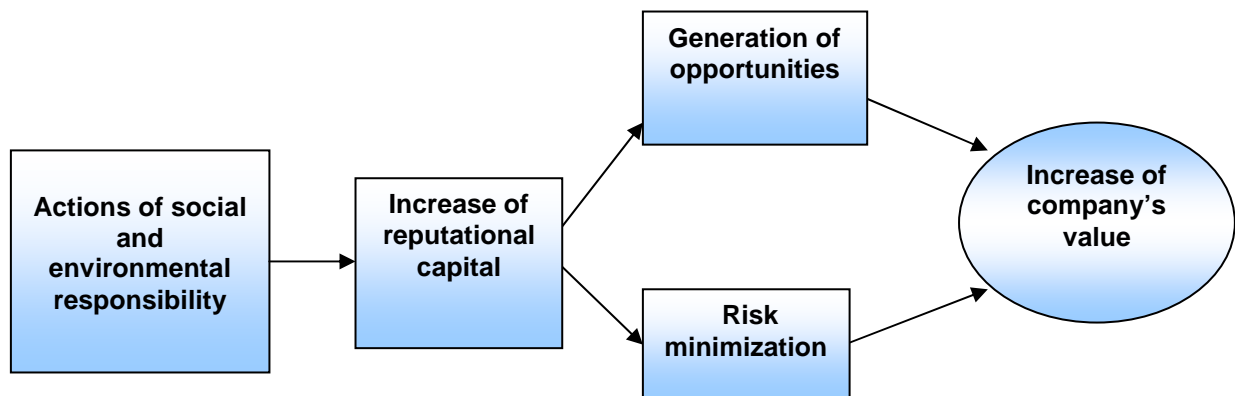 Actions of social
and
environmental
responsibility
Increase of
reputational
capital
Generation of
opportunities
Risk
minimization
Increase of
company’s
value